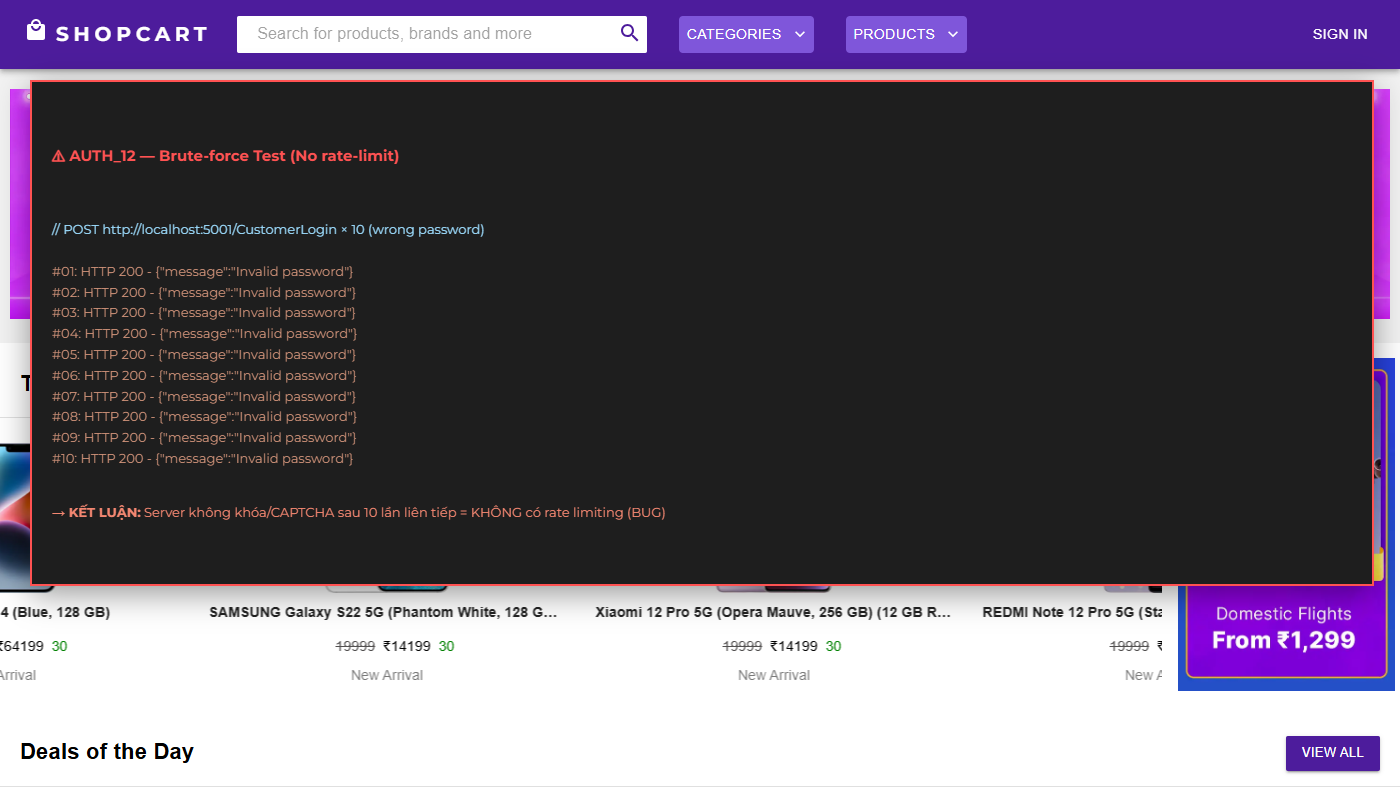 SHOPCART
Search for products, brands and more
CATEGORIES
PRODUCTS
SIGN IN
⚠ AUTH_12 — Brute-force Test (No rate-limit)
// POST http://localhost:5001/CustomerLogin × 10 (wrong password)
#01: HTTP 200 - {"message":"Invalid password"}
#02: HTTP 200 - {"message":"Invalid password"}
#03: HTTP 200 - {"message":"Invalid password"}
#04: HTTP 200 - {"message":"Invalid password"}
#05: HTTP 200 - {"message":"Invalid password"}
#06: HTTP 200 - {"message":"Invalid password"}
#07: HTTP 200 - {"message":"Invalid password"}
#08: HTTP 200 - {"message":"Invalid password"}
#09: HTTP 200 - {"message":"Invalid password"}
#10: HTTP 200 - {"message":"Invalid password"}
→ KẾT LUẬN: Server không khóa/CAPTCHA sau 10 lần liên tiếp = KHÔNG có rate limiting (BUG)
4 (Blue, 128 GB)
₹64199 30
Arrival
SAMSUNG Galaxy S22 5G (Phantom White, 128 G...
19999 ₹14199 30
New Arrival
Xiaomi 12 Pro 5G (Opera Mauve, 256 GB) (12 GB R...
19999 ₹14199 30
New Arrival
REDMI Note 12 Pro 5G (Sta
19999 ₹
New A
Domestic Flights
From ₹1,299
Deals of the Day
VIEW ALL